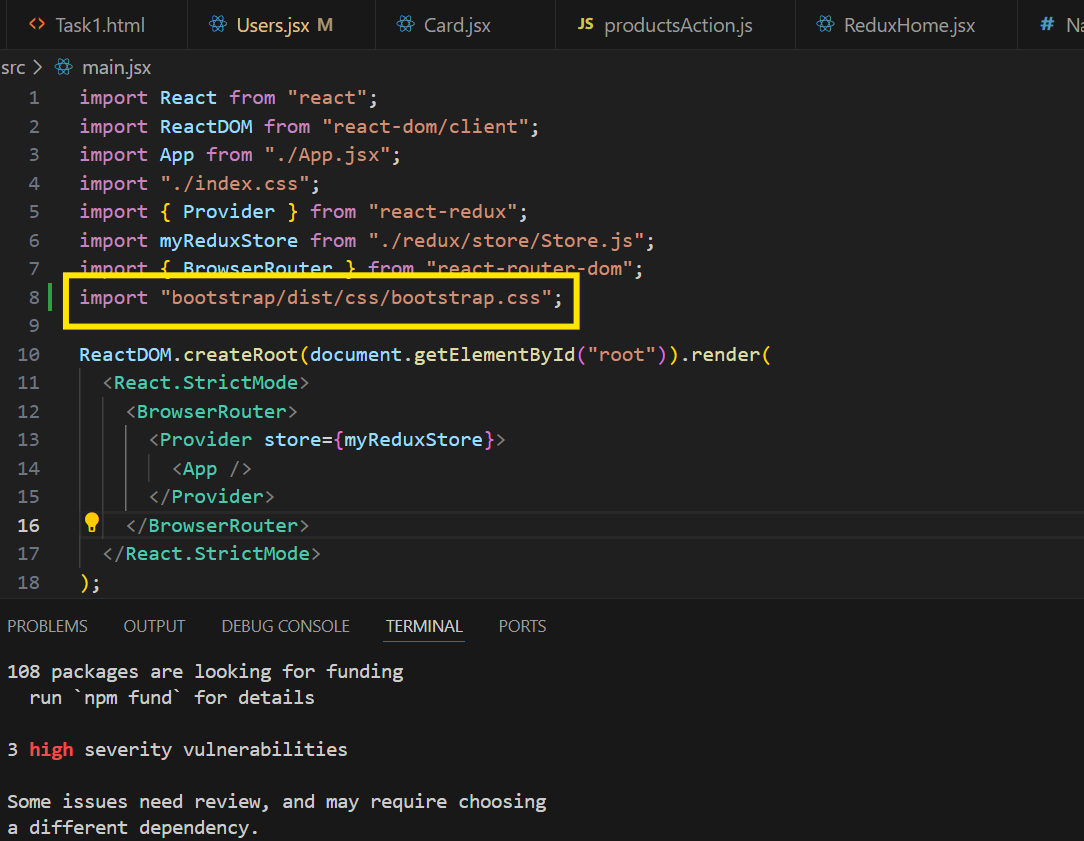 Task1.html Users.jsx M Card.jsx JS productsAction.js ReduxHome.jsx # Na
src > main.jsx
1 import React from "react";
2 import ReactDOM from "react-dom/client";
3 import App from "./App.jsx";
4 import "./index.css";
5 import { Provider } from "react-redux";
6 import myReduxStore from "./redux/store/Store.js";
7 import { BrowserRouter } from "react-router-dom";
8 import "bootstrap/dist/css/bootstrap.css";
9
10 ReactDOM.createRoot(document.getElementById("root")).render(
11 <React.StrictMode>
12 <BrowserRouter>
13 <Provider store={myReduxStore}>
14 <App />
15 </Provider>
16 </BrowserRouter>
17 </React.StrictMode>
18 );
PROBLEMS OUTPUT DEBUG CONSOLE TERMINAL PORTS
108 packages are looking for funding
run `npm fund` for details
3 high severity vulnerabilities
Some issues need review, and may require choosing
a different dependency.